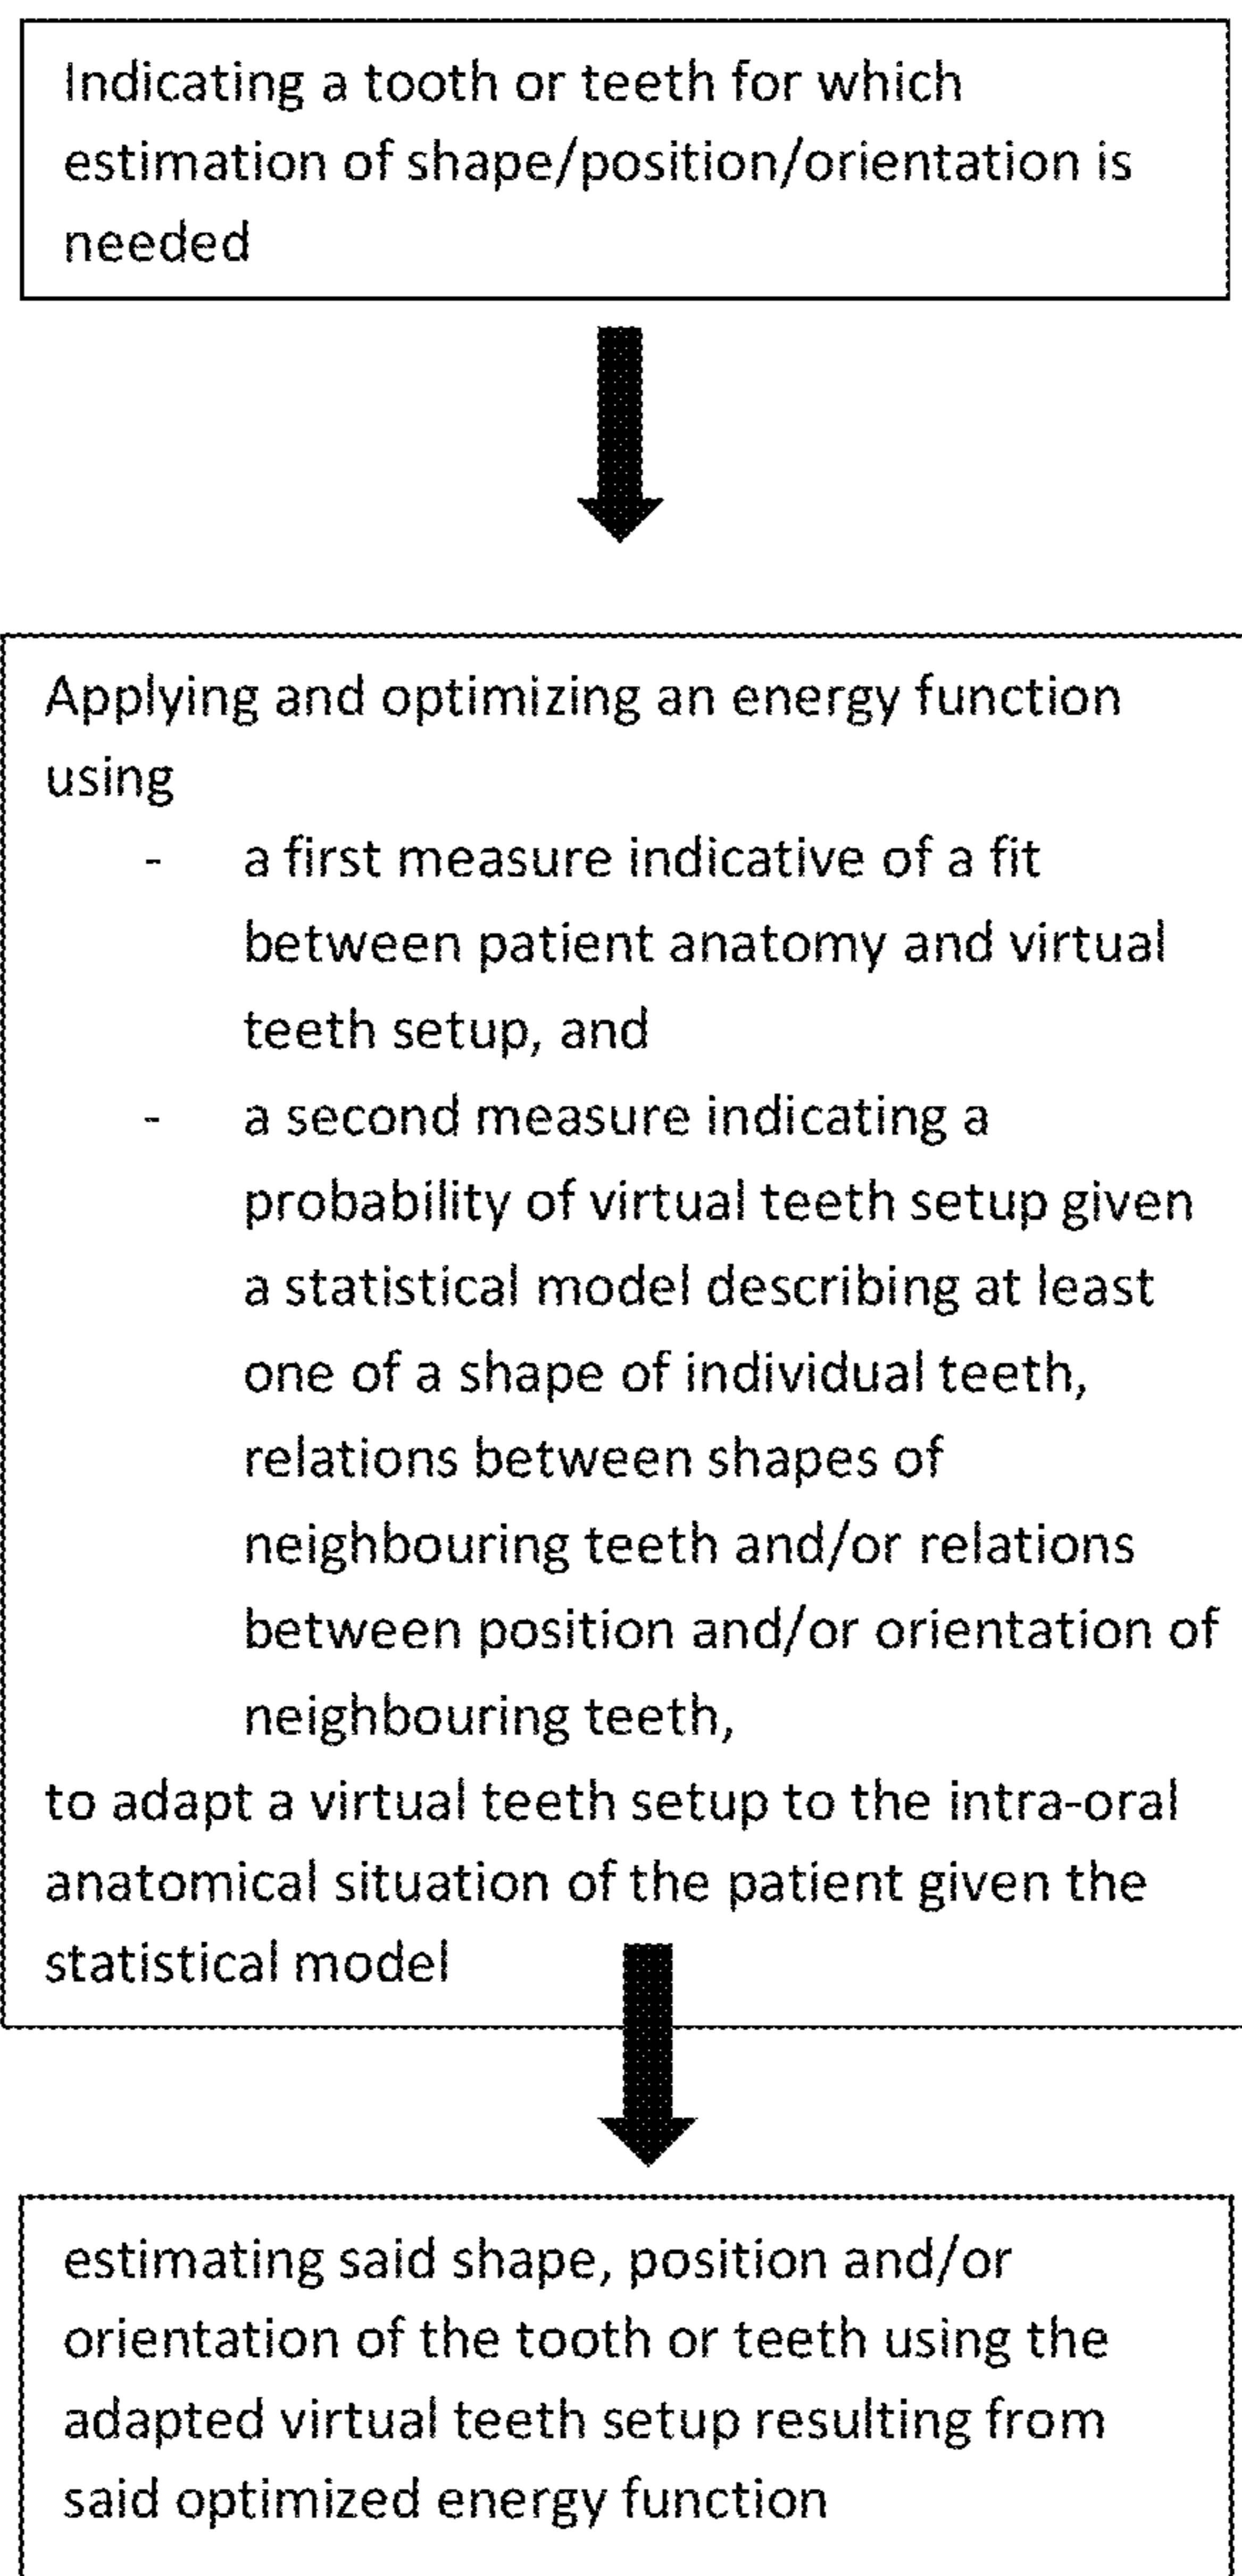 Indicating a tooth or teeth for which
estimation of shape/position/orientation is
needed
Applying and optimizing an energy function
using
- a first measure indicative of a fit
between patient anatomy and virtual
teeth setup, and
- a second measure indicating a
probability of virtual teeth setup given
a statistical model describing at least
one of a shape of individual teeth,
relations between shapes of
neighbouring teeth and/or relations
between position and/or orientation of
neighbouring teeth,
to adapt a virtual teeth setup to the intra-oral
anatomical situation of the patient given the
statistical model
estimating said shape, position and/or
orientation of the tooth or teeth using the
adapted virtual teeth setup resulting from
said optimized energy function